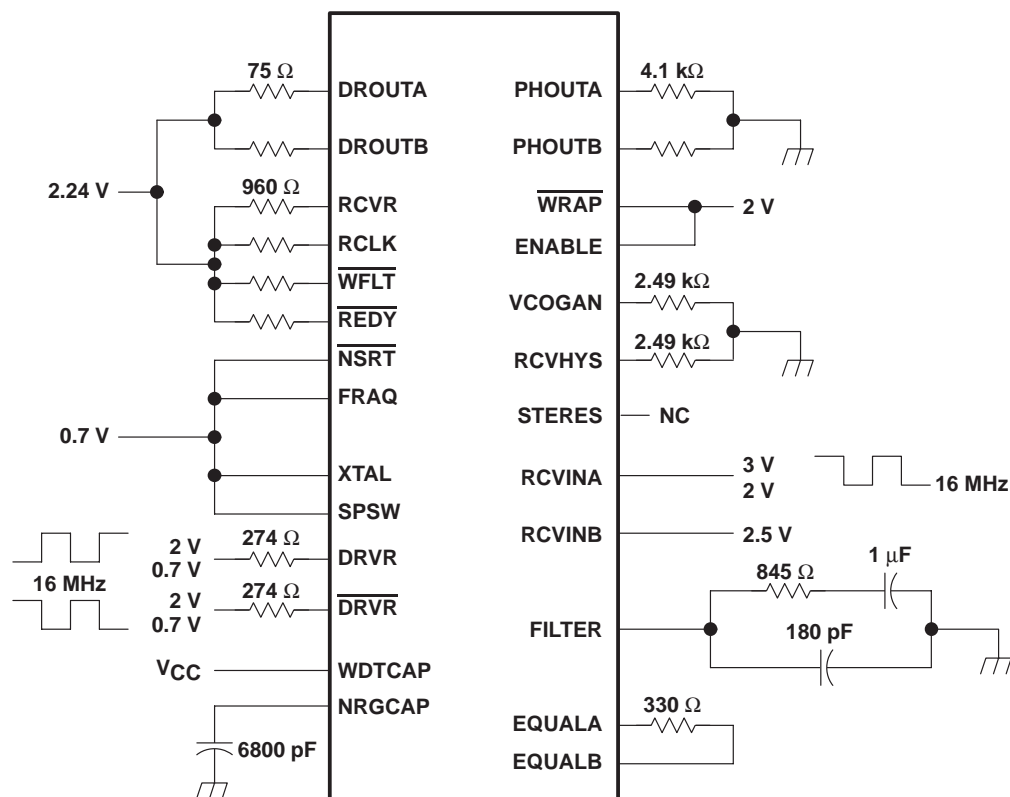 75 Ω
DROUTA
DROUTB
2.24 V
960 Ω
RCVR
RCLK
WFLT
REDY
NSRT
FRAQ
0.7 V
XTAL
SPSW
16 MHz
2 V
0.7 V
274 Ω
DRVR
2 V
0.7 V
274 Ω
DRVR
VCC
WDTCAP
NRGCAP
6800 pF
PHOUTA
4.1 kΩ
PHOUTB
WRAP
2 V
ENABLE
VCOGAN
2.49 kΩ
RCVHYS
2.49 kΩ
STERES
NC
RCVINA
3 V
2 V
16 MHz
RCVINB
2.5 V
FILTER
845 Ω
1 μF
180 pF
EQUALA
330 Ω
EQUALB